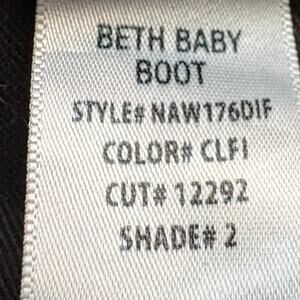 BETH BABY
BOOT
STYLE# NAW176DIF
COLOR# CLFI
CUT# 12292
SHADE# 2